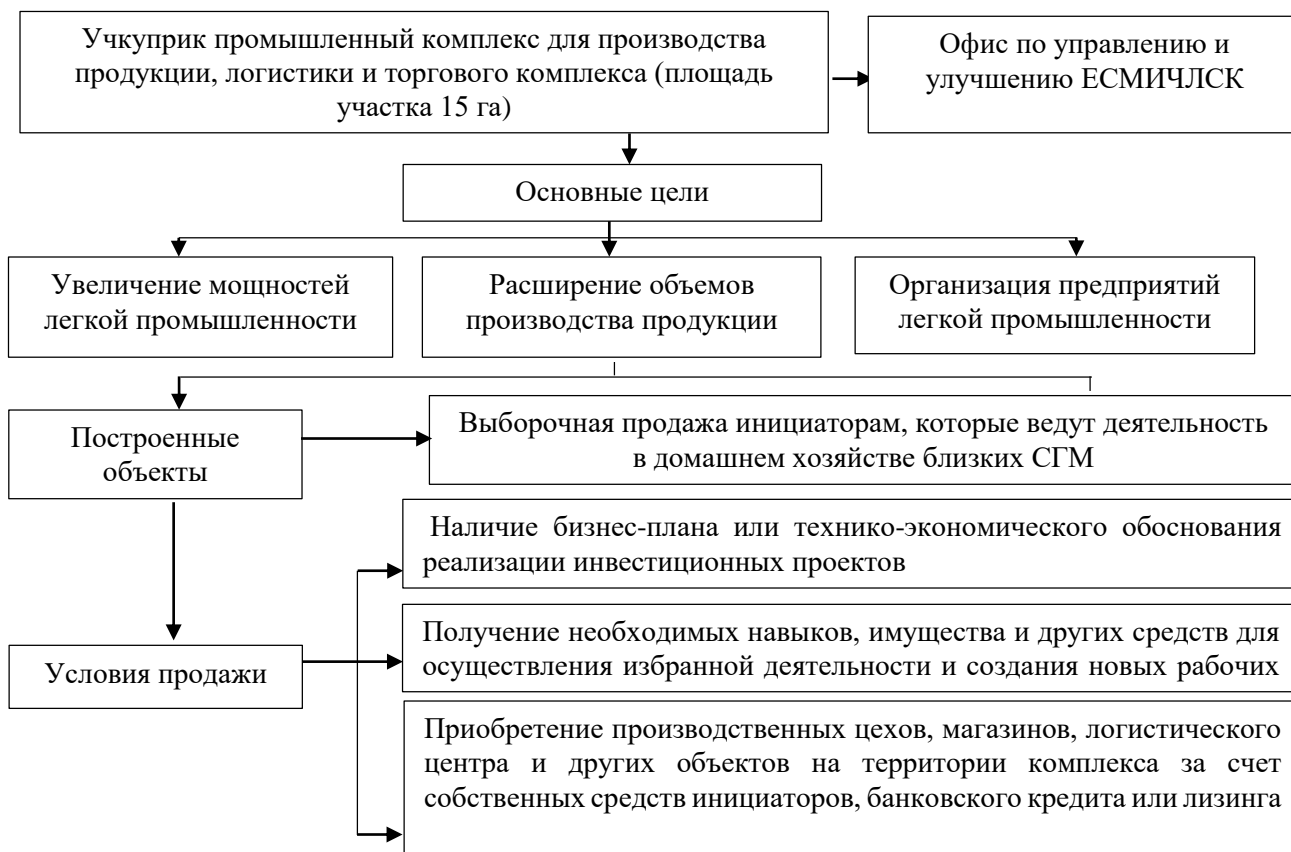 Учкуприк промышленный комплекс для производства
продукции, логистики и торгового комплекса (площадь
участка 15 га)
Офис по управлению и
улучшению ЕСМИЧЛСК
Основные цели
Увеличение мощностей
легкой промышленности
Расширение объемов
производства продукции
Организация предприятий
легкой промышленности
Построенные
объекты
Выборочная продажа инициаторам, которые ведут деятельность
в домашнем хозяйстве близких СГМ
Наличие бизнес-плана или технико-экономического обоснования
реализации инвестиционных проектов
Условия продажи
Получение необходимых навыков, имущества и других средств для
осуществления избранной деятельности и создания новых рабочих
Приобретение производственных цехов, магазинов, логистического
центра и других объектов на территории комплекса за счет
собственных средств инициаторов, банковского кредита или лизинга